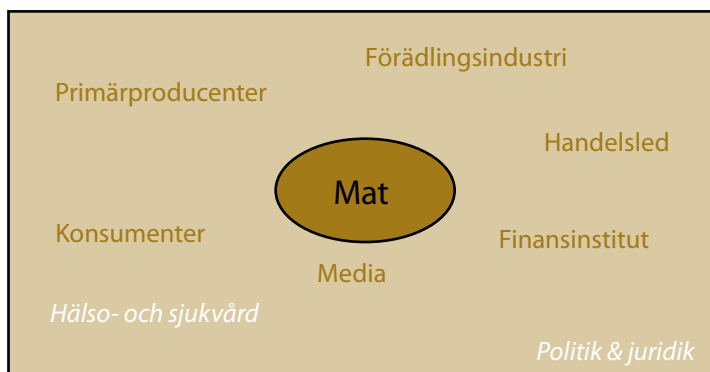 Förädlingsindustri
Primärproducenter
Handelsled
Mat
Konsumenter
Finansinstitut
Media
Hälso- och sjukvård
Politik & juridik